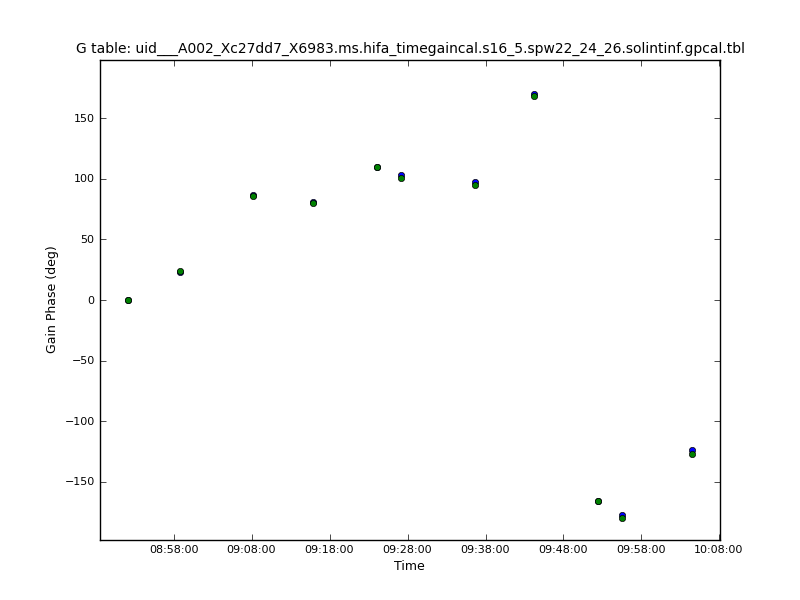 G table: uid___A002_Xc27dd7_X6983.ms.hifa_timegaincal.s16_5.spw22_24_26.solintinf.gpcal.tbl
150
100
50
0
−50
−100
−150
Gain Phase (deg)
08:58:00 09:08:00 09:18:00 09:28:00 09:38:00 09:48:00 09:58:00 10:08:00
Time